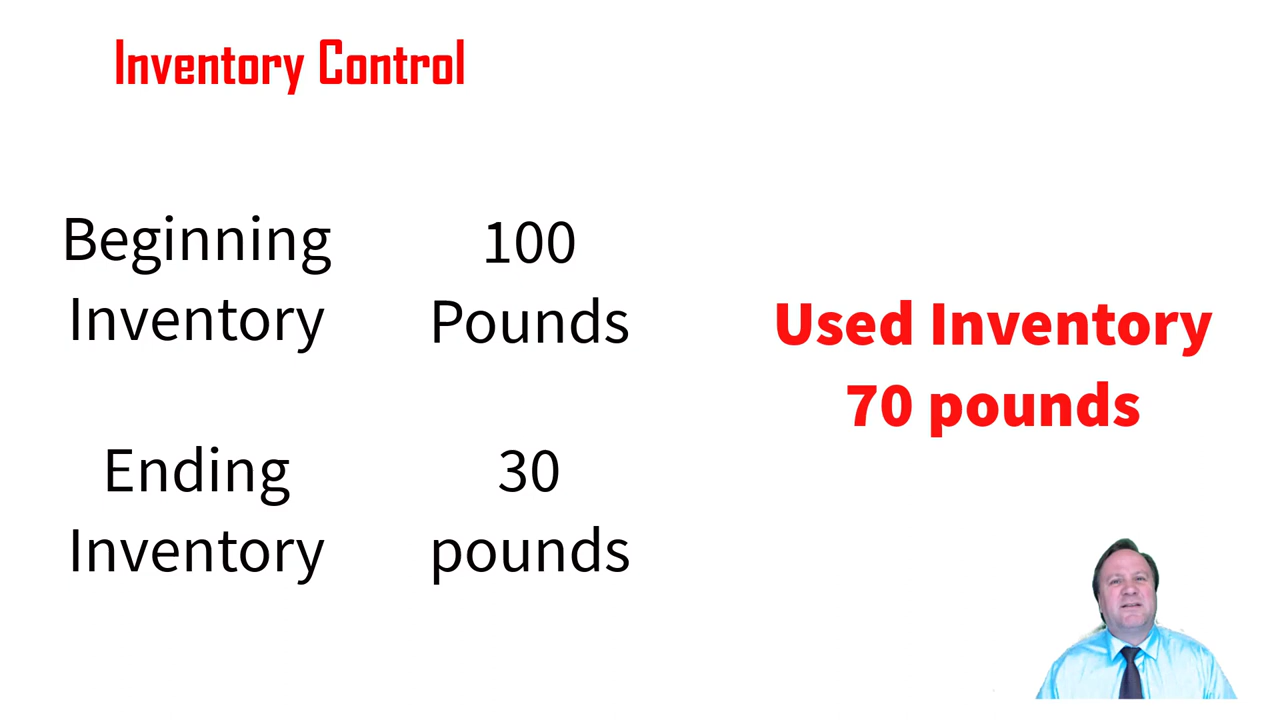 Inventory Control
Beginning
Inventory
100
Pounds
Used Inventory
70 pounds
Ending
Inventory
30
pounds